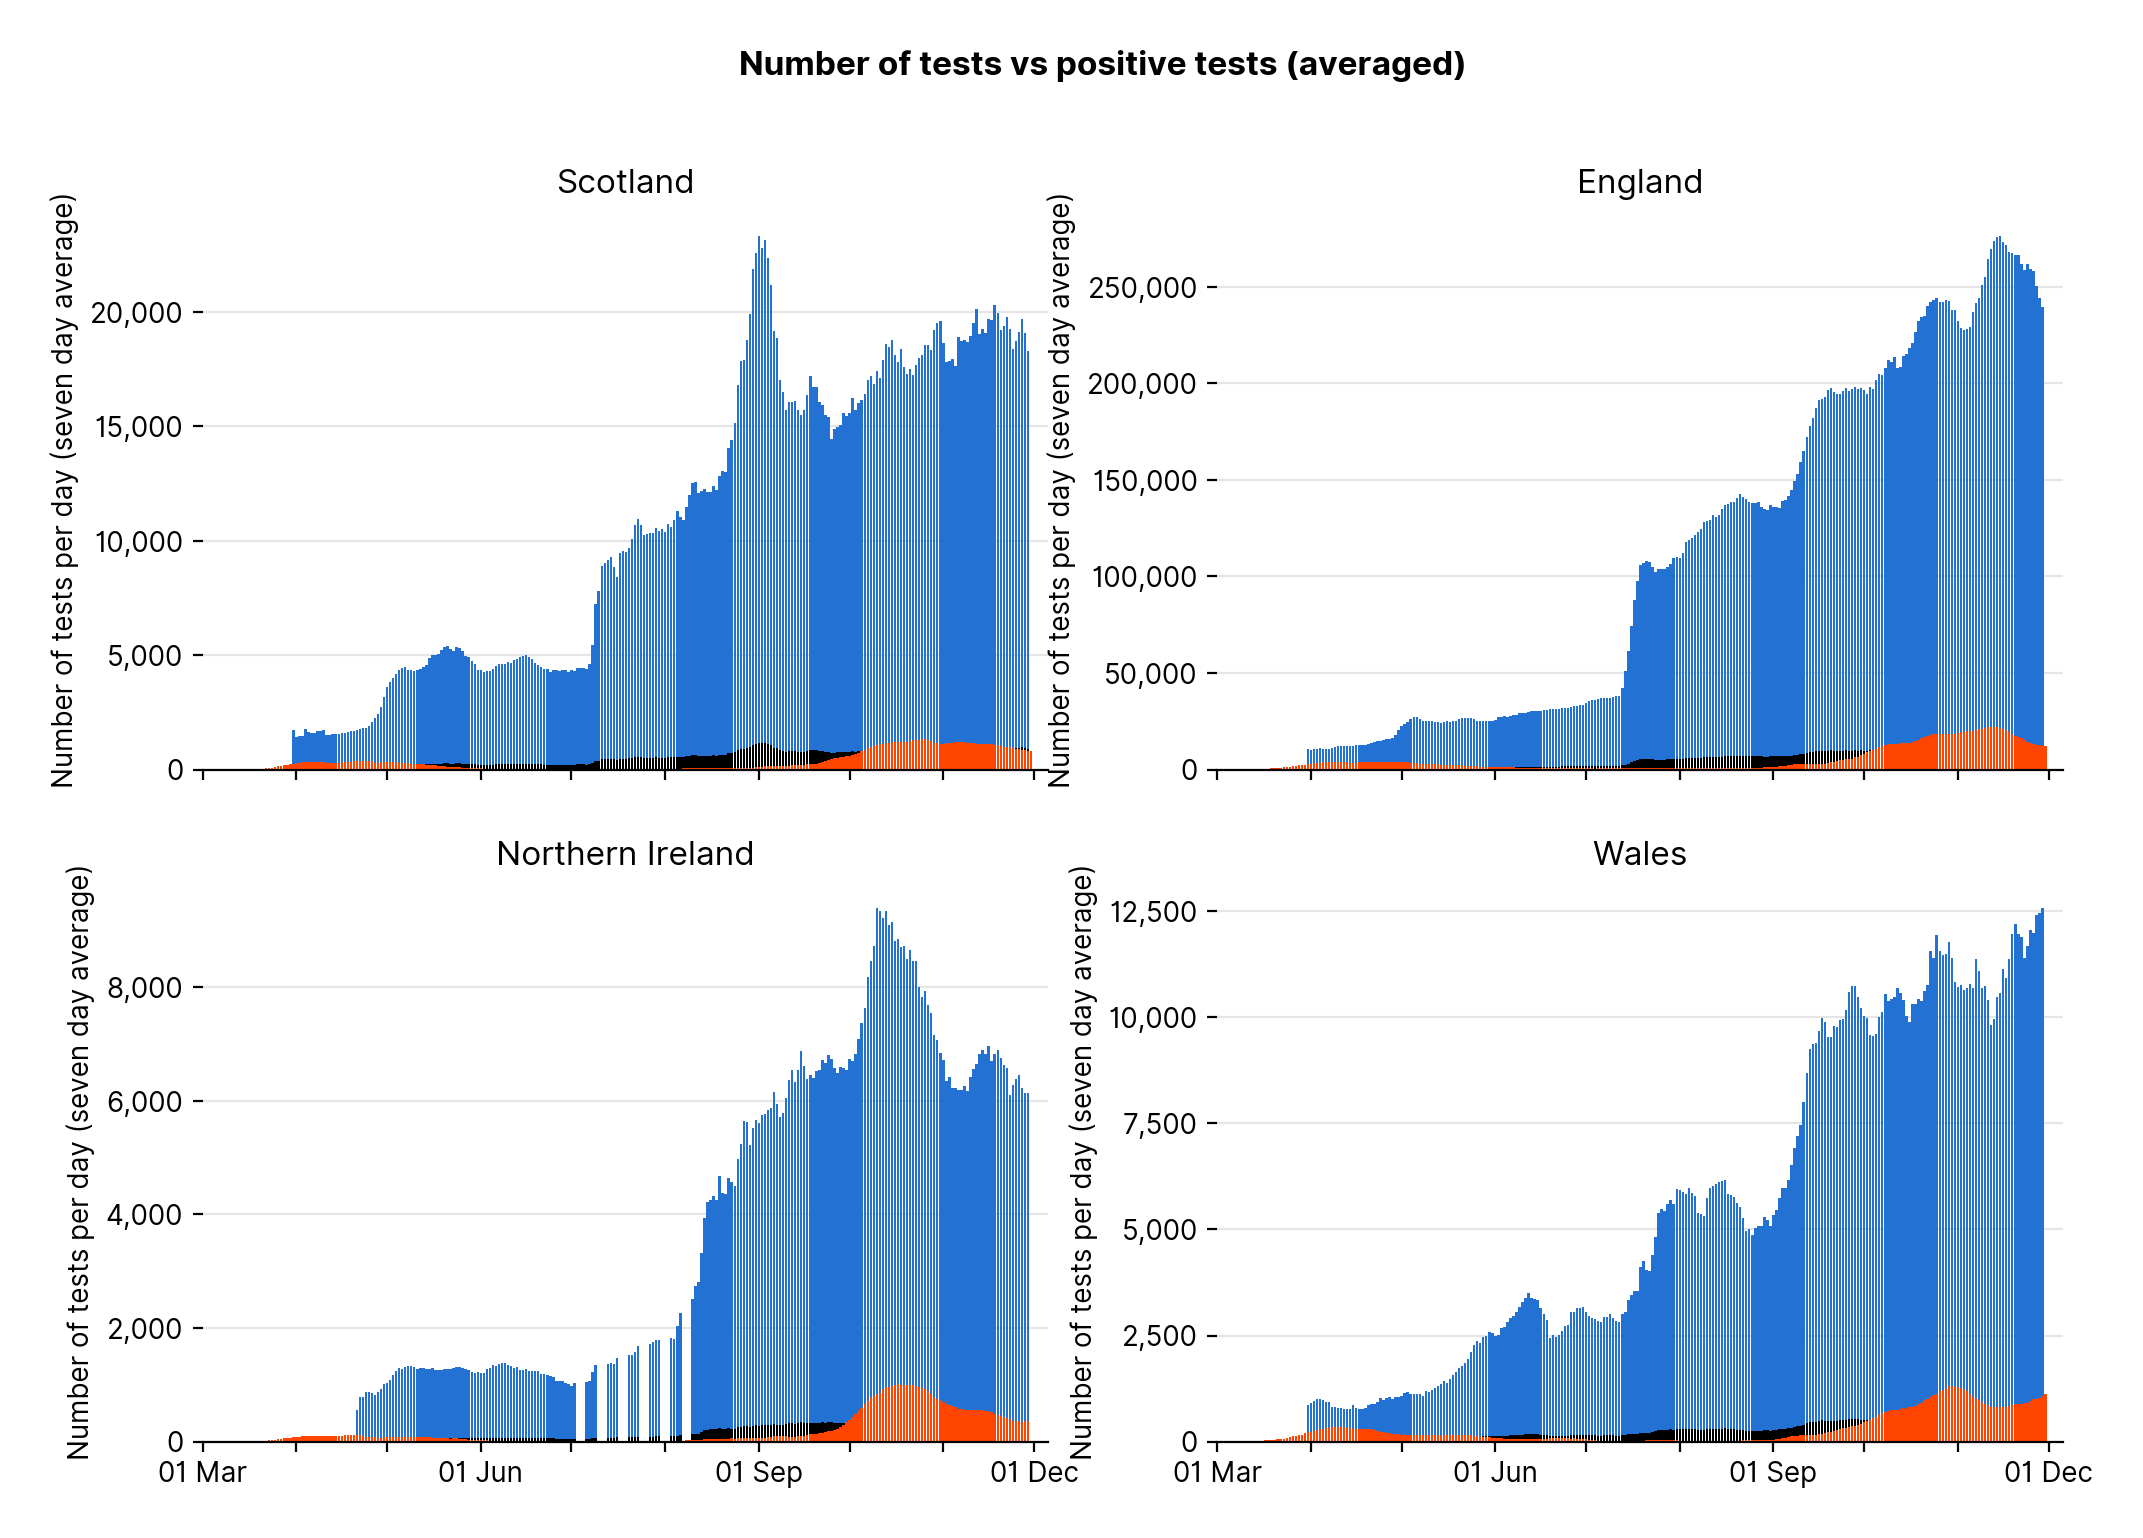 Number of tests vs positive tests (averaged)
Scotland
Number of tests per day (seven day average)
20,000
15,000
10,000
5,000
0
England
Number of tests per day (seven day average)
250,000
200,000
150,000
100,000
50,000
0
Northern Ireland
Number of tests per day (seven day average)
8,000
6,000
4,000
2,000
0
01 Mar
01 Jun
01 Sep
01 Dec
Wales
Number of tests per day (seven day average)
12,500
10,000
7,500
5,000
2,500
0
01 Mar
01 Jun
01 Sep
01 Dec